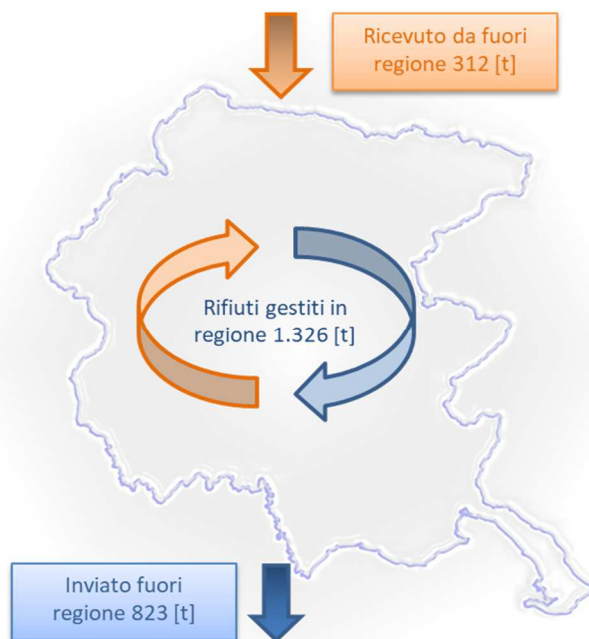 Ricevuto da fuori
regione 312 [t]
Rifiuti gestiti in
regione 1.326 [t]
Inviato fuori
regione 823 [t]